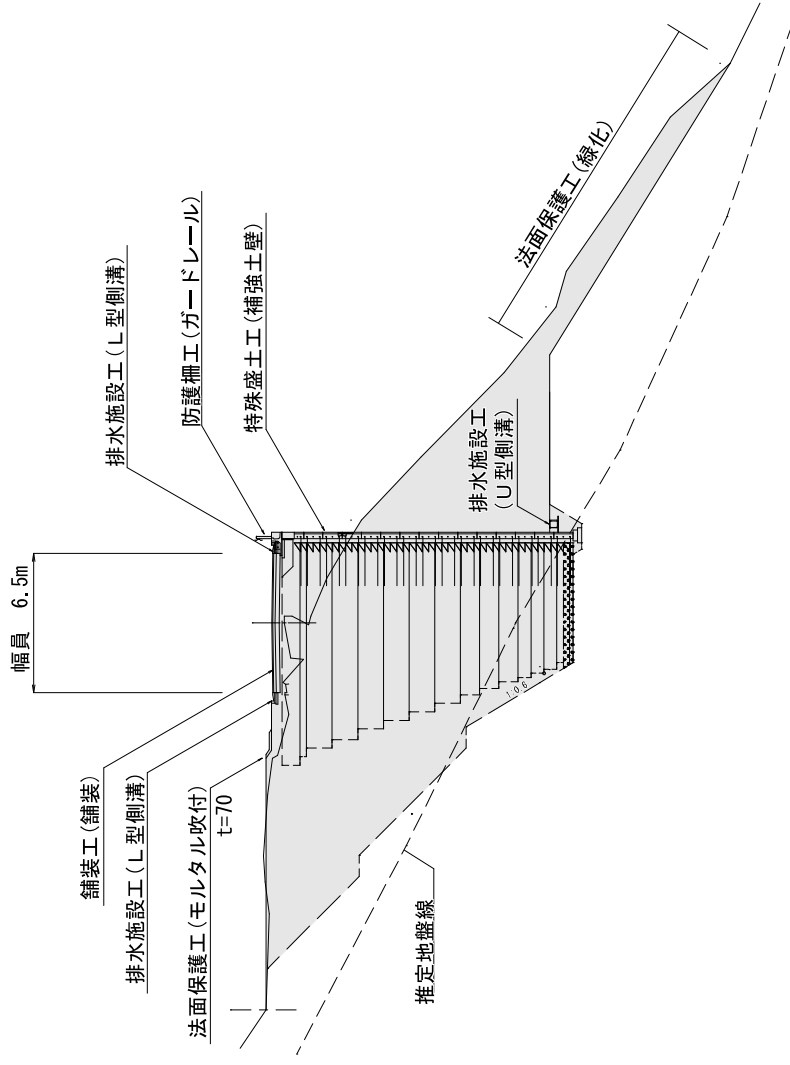 幅員 6.5m
排水施設工(L型側溝)
防護柵工(ガードレール)
特殊盛土工(補強土壁)
法面保護工(緑化)
排水施設工
(U型側溝)
舗装工(舗装)
排水施設工(L型側溝)
法面保護工(モルタル吹付)
t=70
推定地盤線
1:0.6